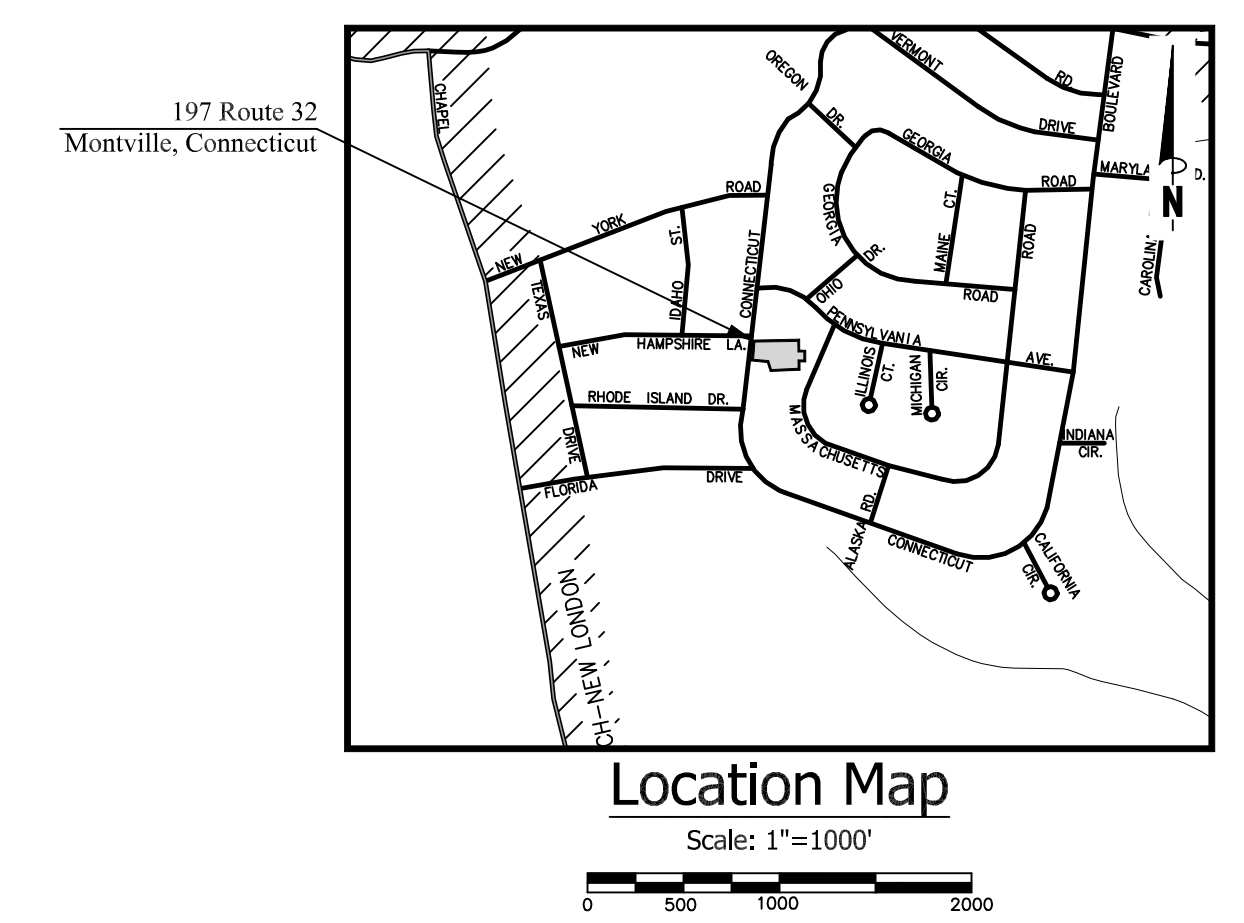 197 Route 32
Montville, Connecticut
CHAPEL
OREGON
DR.
VERMONT
DRIVE
RD
BOULEVARD
GEORGIA
ROAD
MARYLA
D.
N
NEW YORK ROAD
TEXAS
DRIVE
IDAHO ST.
CONNECTICUT
GEORGIA
DR.
OHIO
MAINE CT.
ROAD
ROAD
CAROLIN
NEW HAMPSHIRE LA.
PENNSYLVANIA
AVE.
ILLINOIS
CT.
MICHIGAN
CIR.
RHODE ISLAND DR.
MASSACHUSETTS
INDIANA
CIR.
FLORIDA
DRIVE
ALASKA RD.
CONNECTICUT
CALIFORNIA
CIR.
CH-NEW LONDON
Location Map
Scale: 1"=1000'
0 500 1000 2000